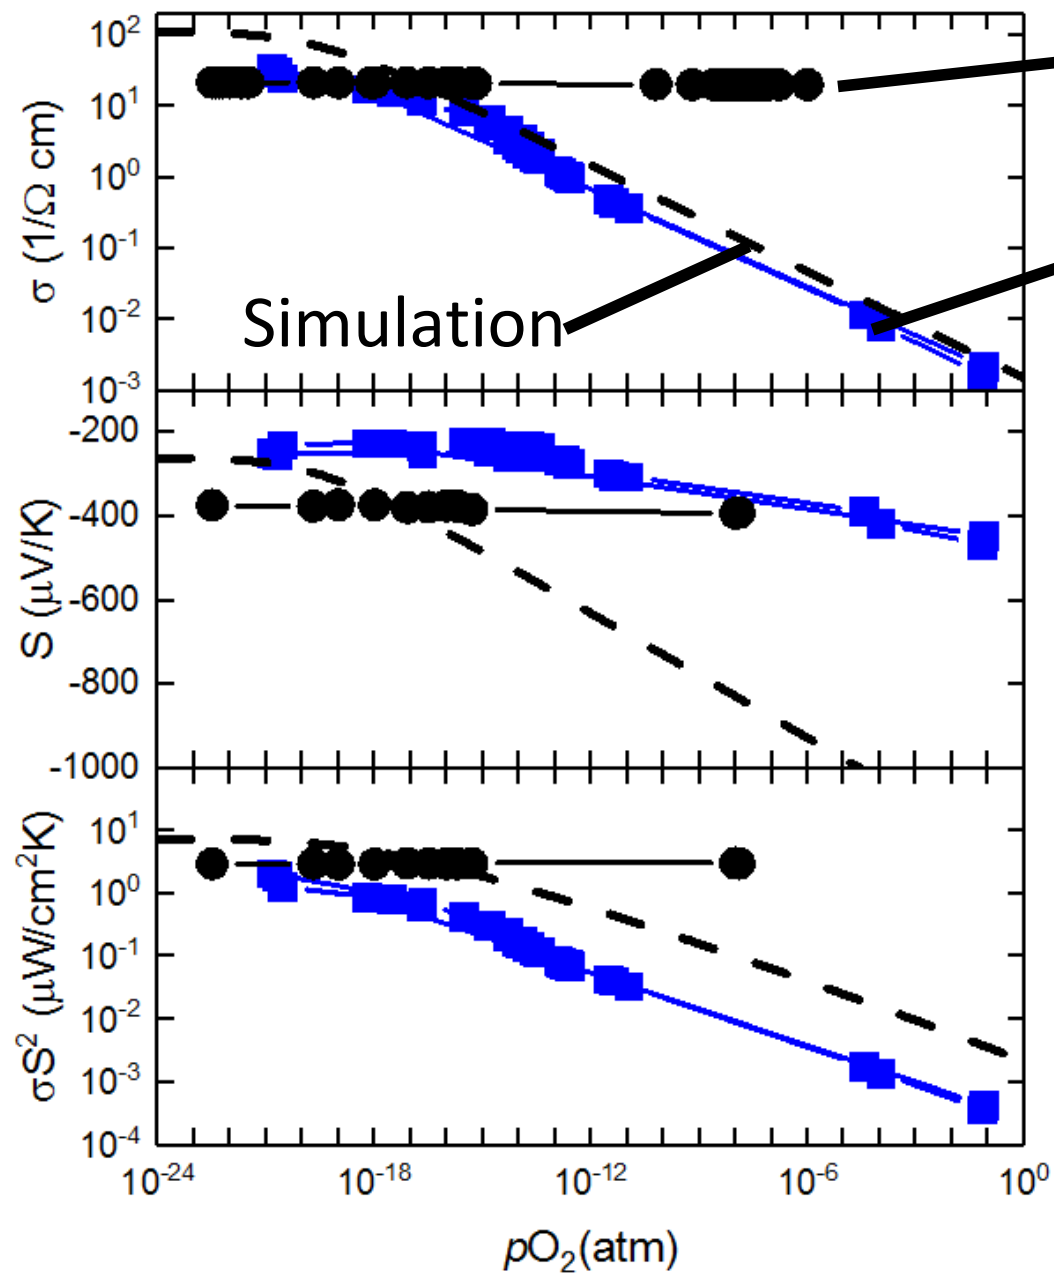 10²
10¹
10⁰
10⁻¹
10⁻²
10⁻³
σ (1/Ω cm)
Simulation
-200
-400
-600
-800
-1000
S (μV/K)
10¹
10⁰
10⁻¹
10⁻²
10⁻³
10⁻⁴
σS² (μW/cm²K)
10⁻²⁴ 10⁻¹⁸ 10⁻¹² 10⁻⁶ 10⁰
pO₂(atm)